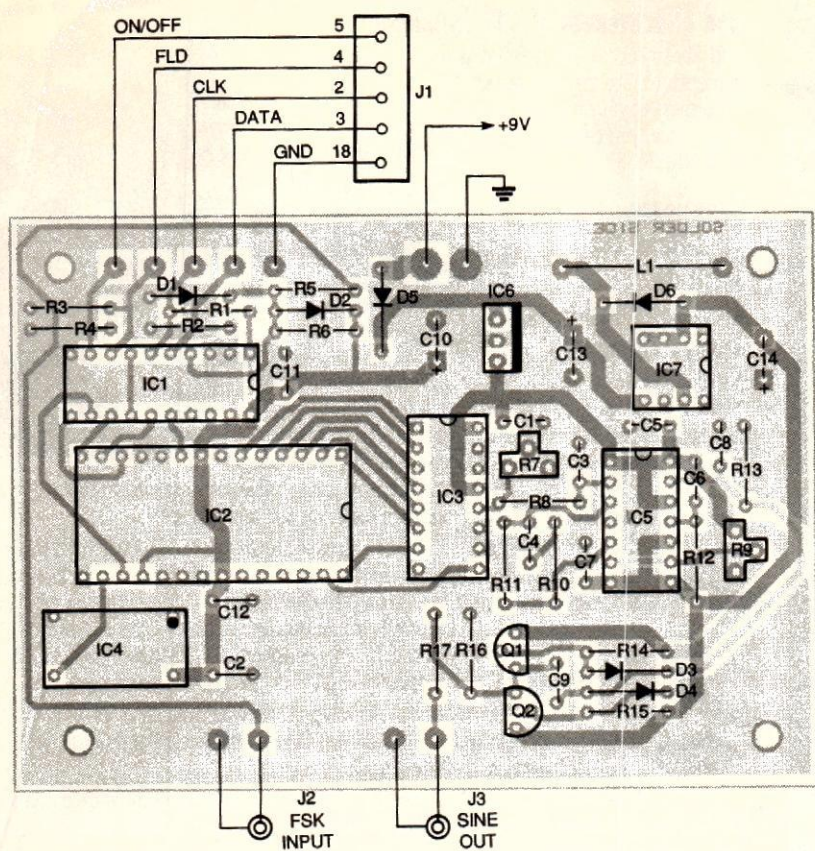 ON/OFF 5
FLD 4
CLK 2
J1
DATA 3
+9V
GND 18
SOLDER SIDE
L1
D1
R5
D2
D5
IC6
D6
R3
R1
R4
R2
R6
C10
+
C13
IC7
C14
+
+
IC1
C11
C1
C5
C8
R7
C3
R13
IC2
IC3
C6
R8
IC5
C4
R12
R9
C7
R11
R10
C12
IC4
R17
R16
Q1
R14
C2
C9
D3
D4
Q2
R15
J2
FSK
INPUT
J3
SINE
OUT